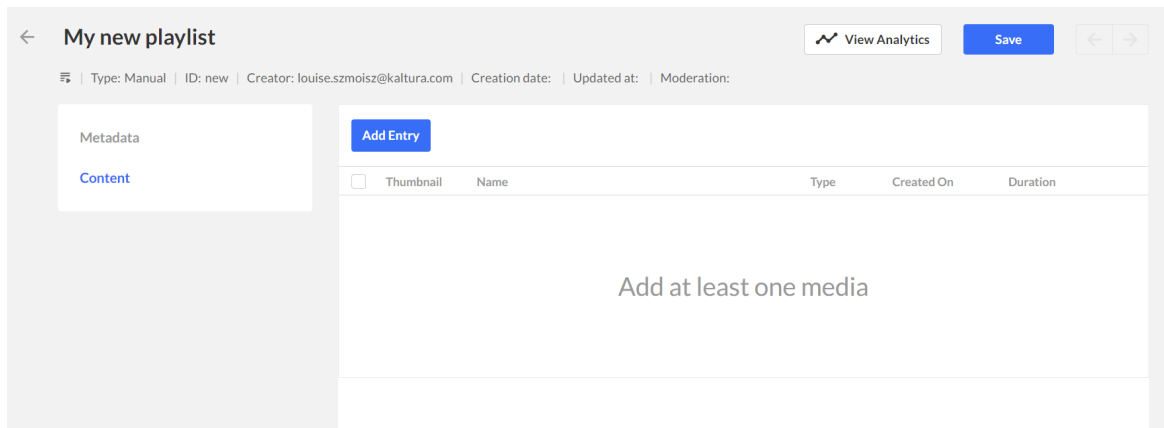 My new playlist
View Analytics
Save
Type: Manual | ID: new | Creator: louise.szmoisz@kaltura.com | Creation date: | Updated at: | Moderation:
Metadata
Content
Add Entry
Thumbnail Name Type Created On Duration
Add at least one media